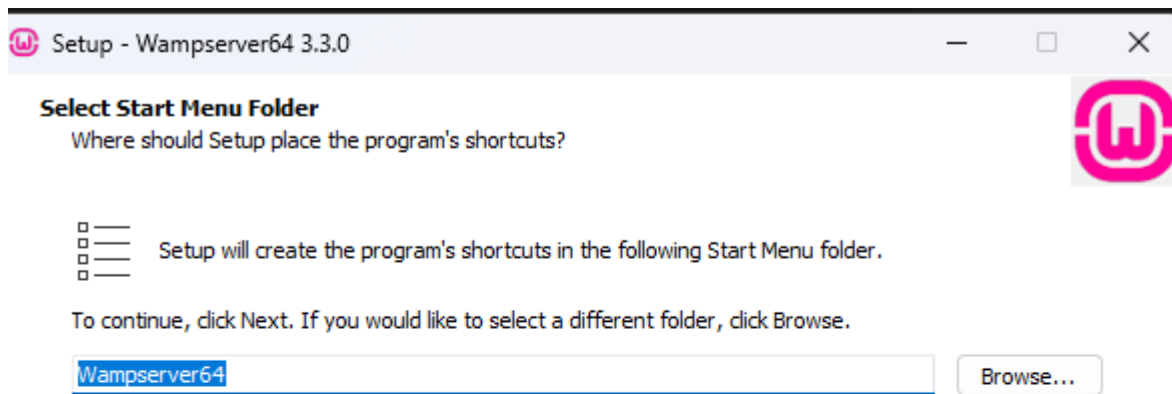 Setup - Wampserver64 3.3.0
Select Start Menu Folder
Where should Setup place the program's shortcuts?
Setup will create the program's shortcuts in the following Start Menu folder.
To continue, click Next. If you would like to select a different folder, click Browse.
Wampserver64
Browse...